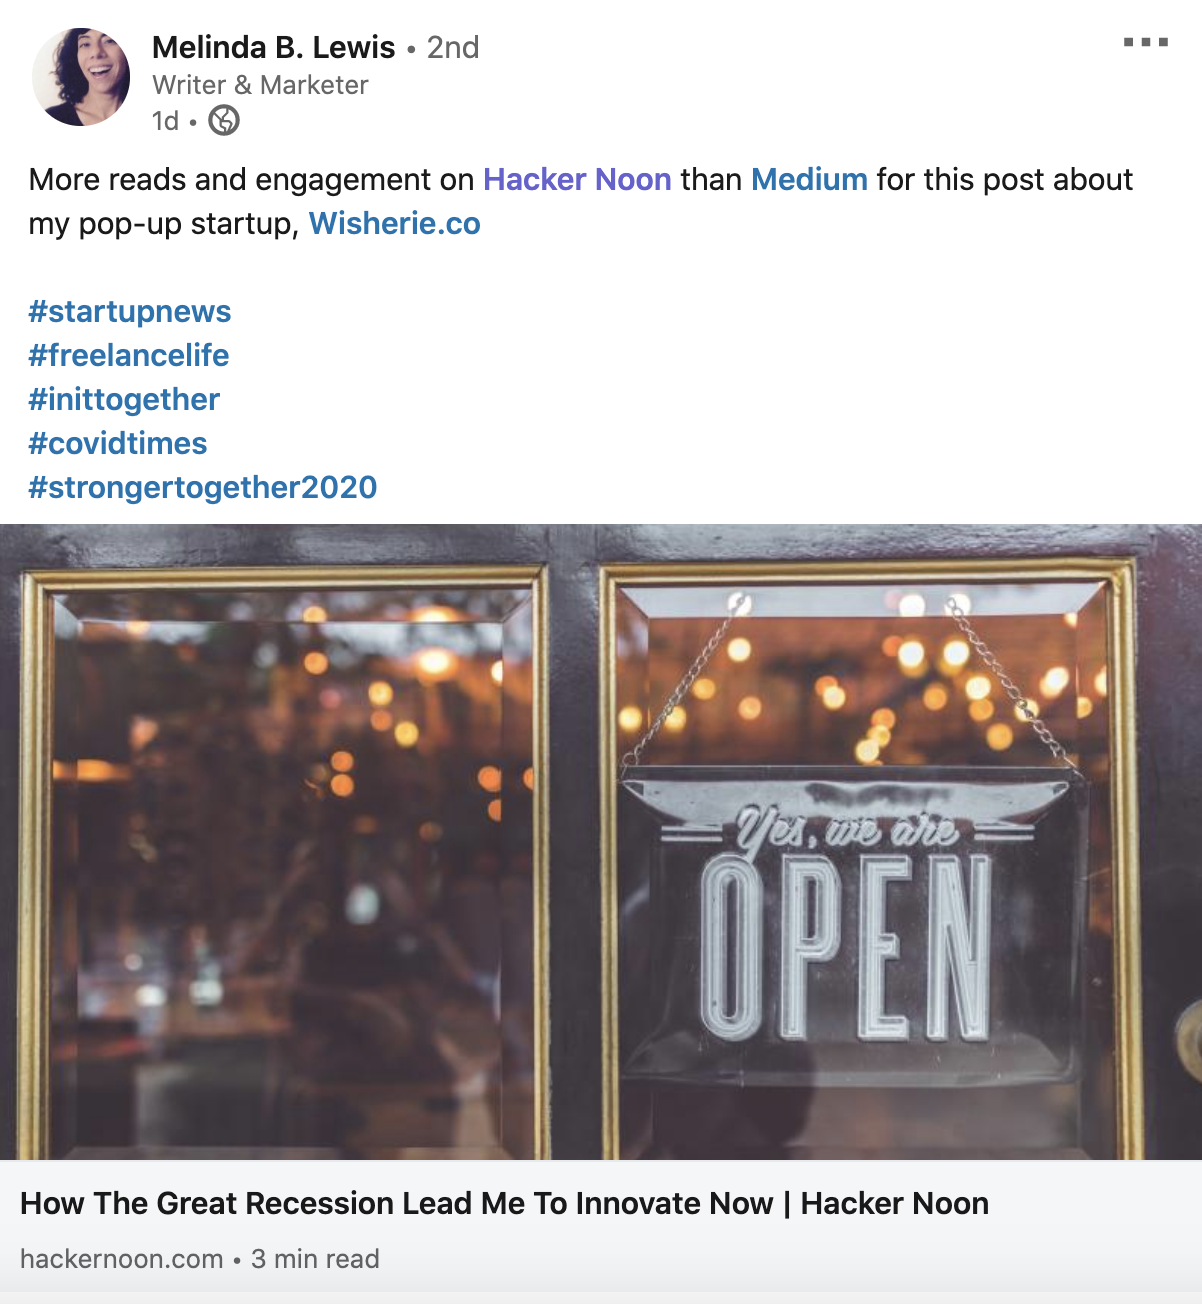 Melinda B. Lewis • 2nd
Writer & Marketer
1d •
More reads and engagement on Hacker Noon than Medium for this post about
my pop-up startup, Wisherie.co
#startupnews
#freelancelife
#inittogether
#covidtimes
#strongertogether2020
Yes, we are
OPEN
How The Great Recession Lead Me To Innovate Now | Hacker Noon
hackernoon.com • 3 min read